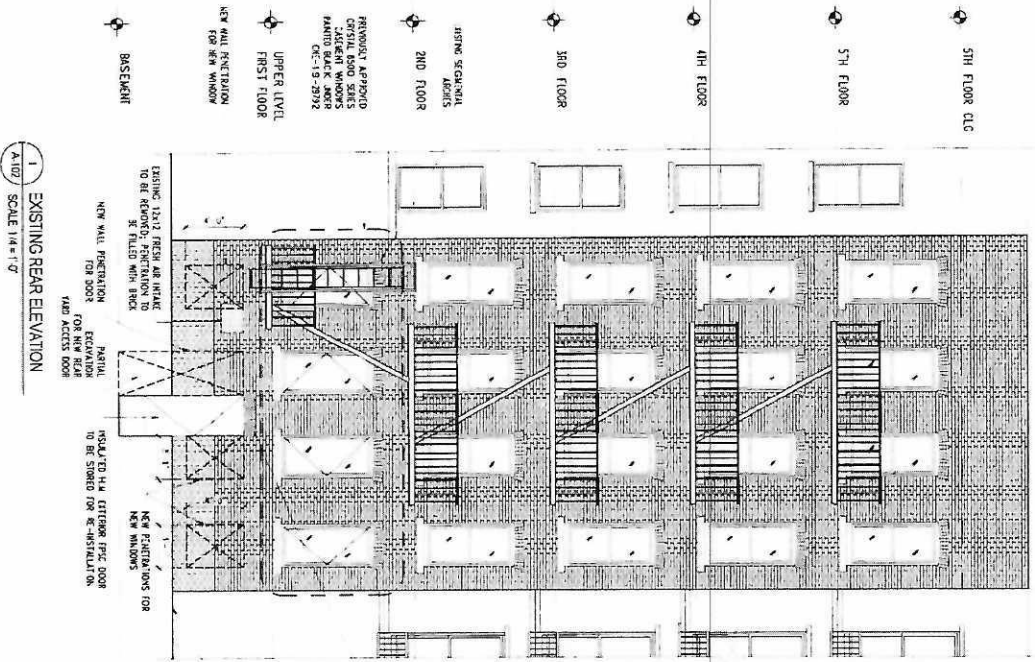 5TH FLOOR CLG
5TH FLOOR
4TH FLOOR
3RD FLOOR
EXISTING SEGMENTAL
ARCHES
2ND FLOOR
PREVIOUSLY APPROVED
CRYSTAL 8500 SERIES
CASEMENT WINDOWS
PAINTED BLACK UNDER
CNE-19-29792
UPPER LEVEL
FIRST FLOOR
NEW WALL PENETRATION
FOR NEW WINDOW
BASEMENT
EXISTING 12x12 FRESH AIR INTAKE
TO BE REMOVED; PENETRATION TO
BE FILLED WITH BRICK
NEW WALL PENETRATION
FOR DOOR
PARTIAL
EXCAVATION
FOR NEW REAR
YARD ACCESS DOOR
INSULATED H.M. EXTERIOR FPSC DOOR
TO BE STORED FOR RE-INSTALLATION
NEW PENETRATIONS FOR
NEW WINDOWS
1
A-102
EXISTING REAR ELEVATION
SCALE 1/4=1'-0"